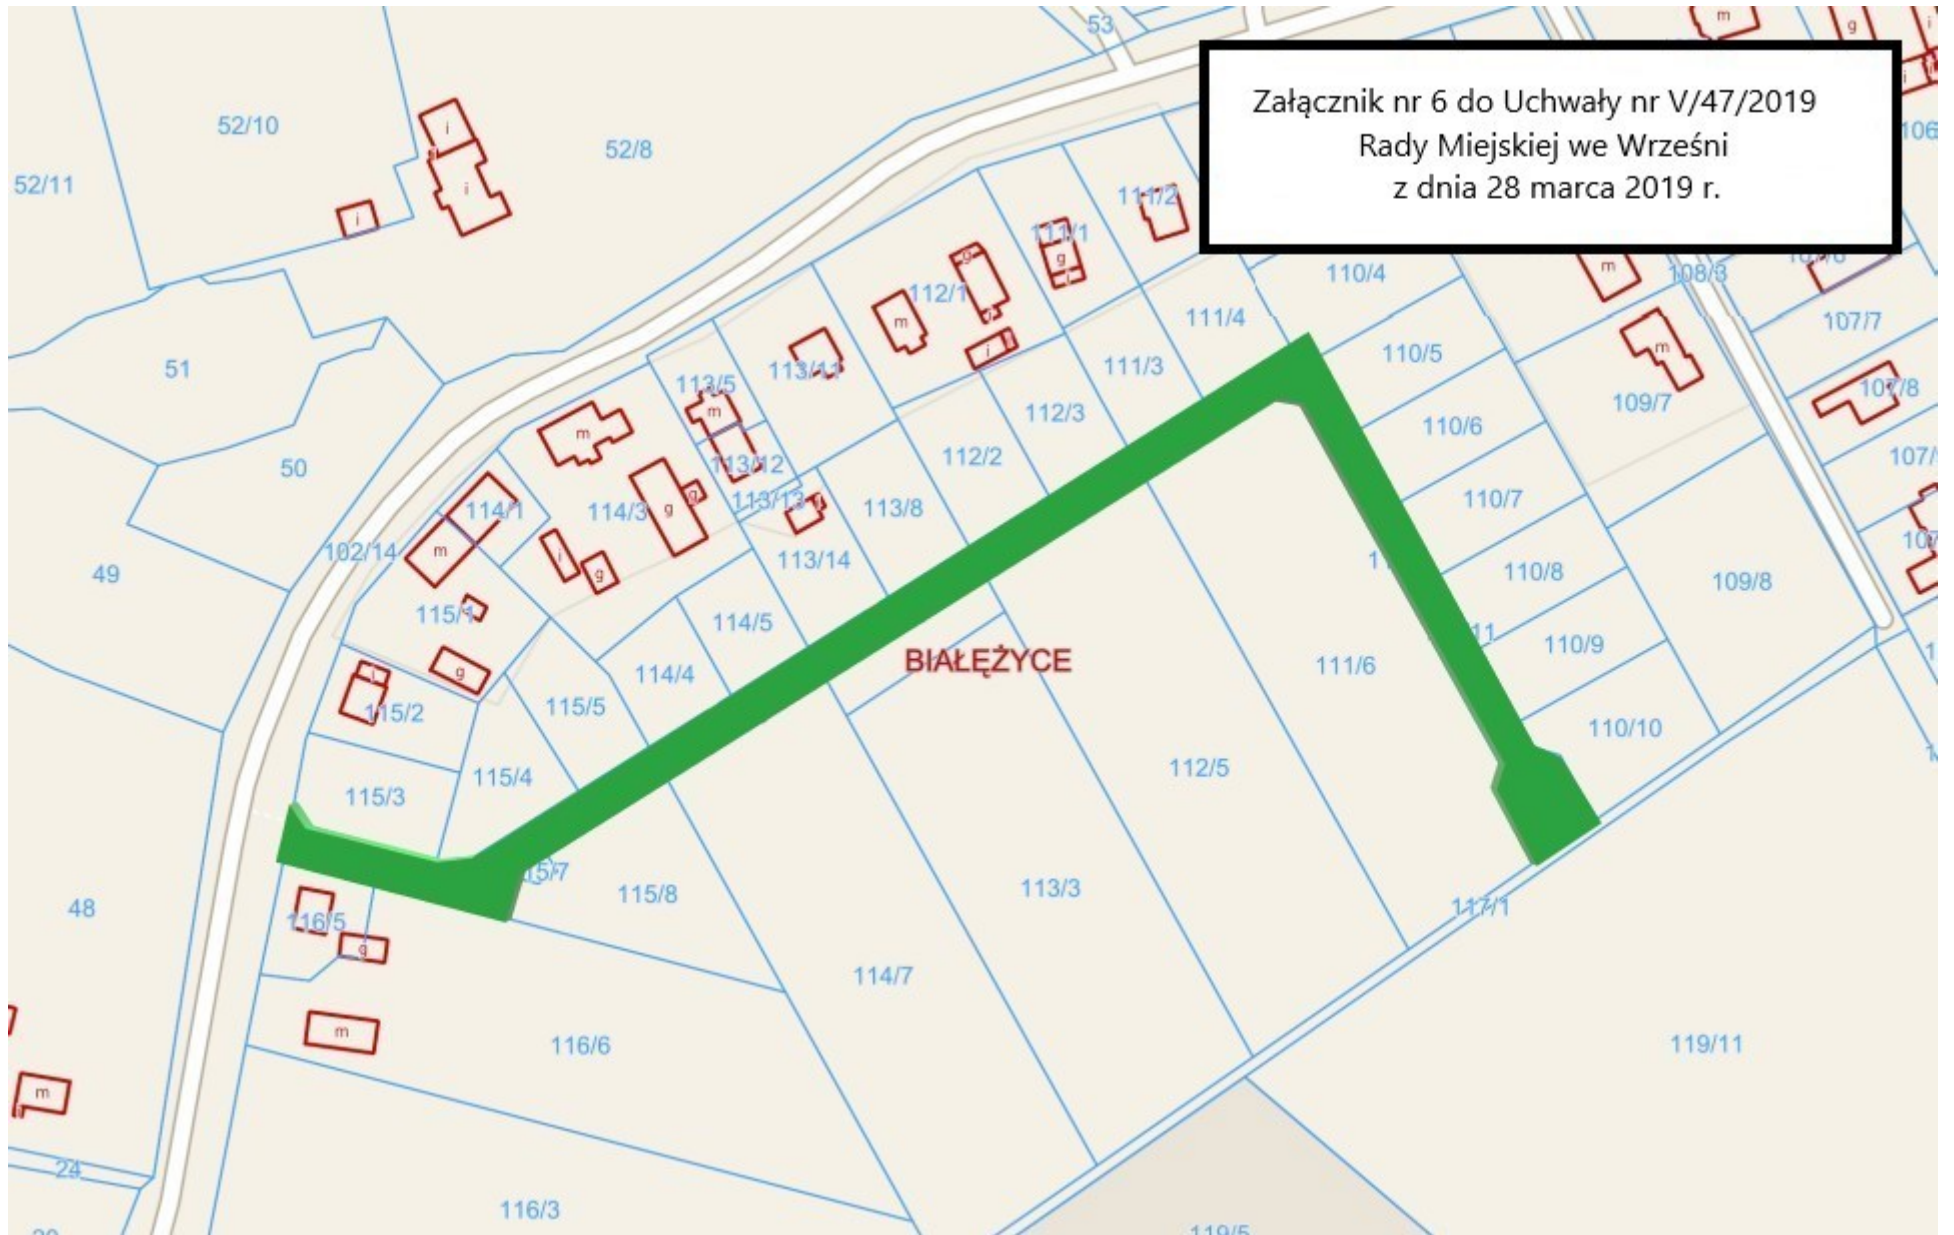 53
m
g
i
Załącznik nr 6 do Uchwały nr V/47/2019
Rady Miejskiej we Wrześni
z dnia 28 marca 2019 r.
i
52/10
i
52/8
106
52/11
i
i
111/2
111/1
g
i
g
110/4
m
108/3
112/1
m
111/4
107/7
i
51
113/11
111/3
110/5
m
113/5
m
112/3
109/7
107/8
m
110/6
50
113/12
112/2
107/
114/1
114/3
g
g
113/13
113/8
110/7
102/14
m
i
g
113/14
110/8
49
109/8
115/1
114/5
110/9
g
114/4
BIAŁĘŻYCE
111/6
i
115/2
115/5
110/10
115/4
112/5
115/3
15/7
115/8
113/3
117/1
48
116/5
g
114/7
m
116/6
119/11
m
24
116/3
119/5